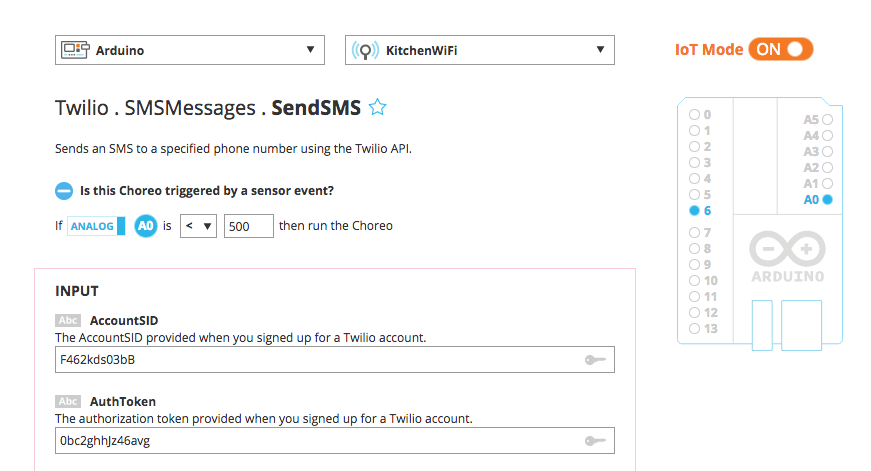 Arduino
KitchenWiFi
IoT Mode ON
Twilio . SMSMessages . SendSMS
Sends an SMS to a specified phone number using the Twilio API.
Is this Choreo triggered by a sensor event?
If ANALOG A0 is < 500 then run the Choreo
INPUT
Abc AccountSID
The AccountSID provided when you signed up for a Twilio account.
F462kds03bB
Abc AuthToken
The authorization token provided when you signed up for a Twilio account.
0bc2ghhJz46avg
0
1
2
3
4
5
6
7
8
9
10
11
12
13
A5
A4
A3
A2
A1
A0
ARDUINO